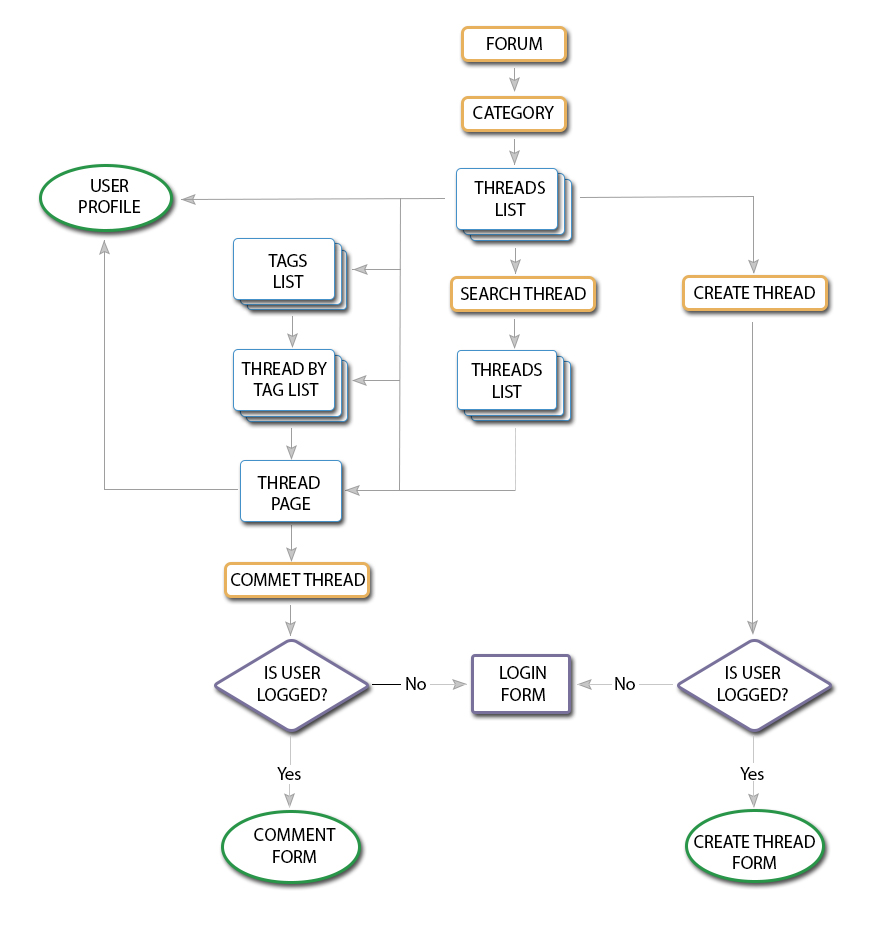 FORUM
CATEGORY
THREADS
LIST
USER
PROFILE
TAGS
LIST
SEARCH THREAD
CREATE THREAD
THREAD BY
TAG LIST
THREADS
LIST
THREAD
PAGE
COMMET THREAD
IS USER
LOGGED?
No
LOGIN
FORM
No
IS USER
LOGGED?
Yes
Yes
COMMENT
FORM
CREATE THREAD
FORM